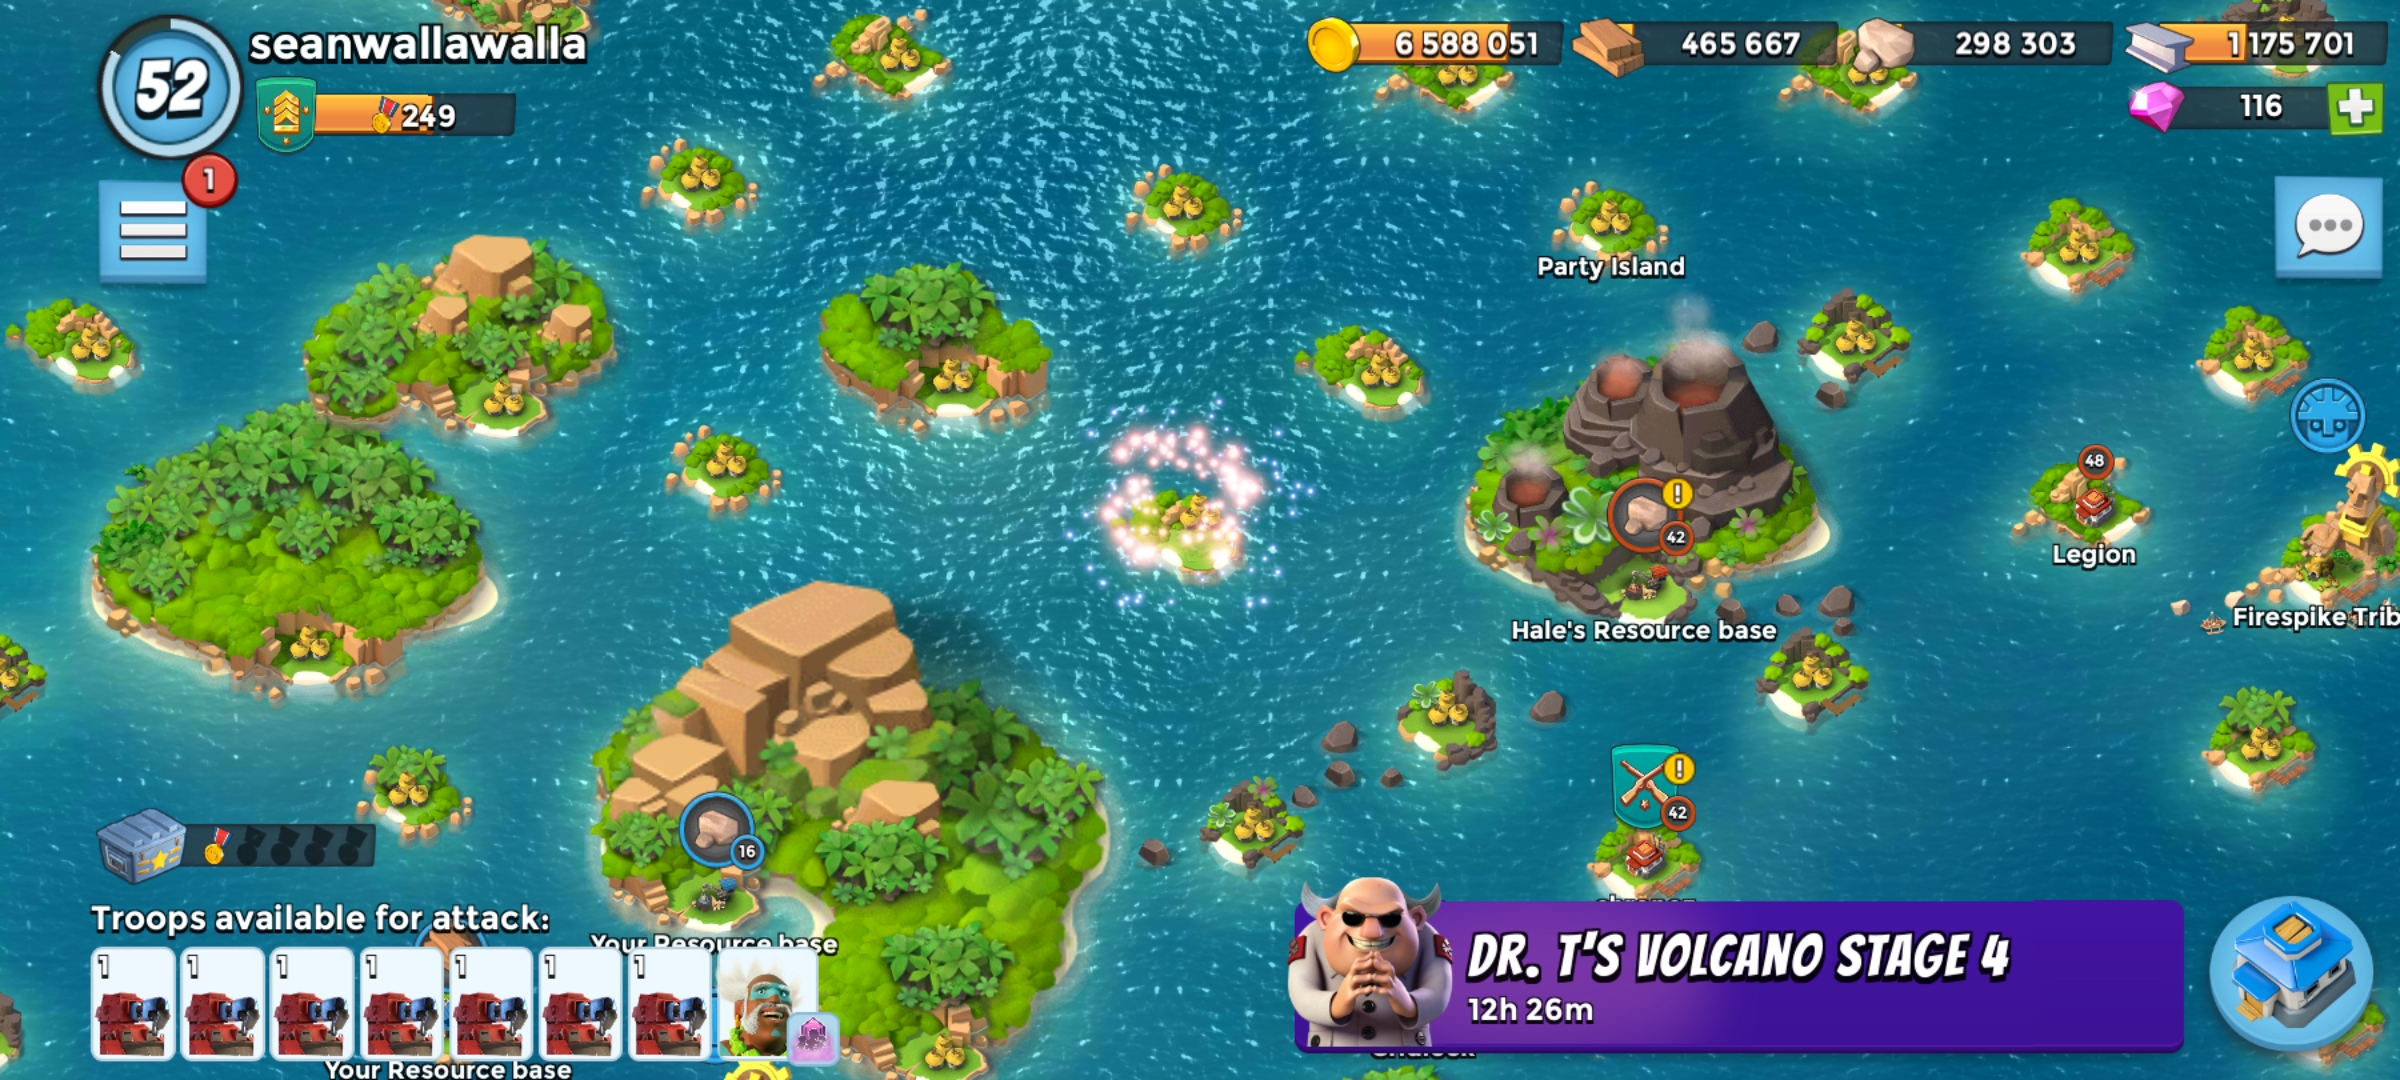 52
seanwallawalla
249
1
6 588 051
465 667
298 303
1 175 701
116
Party Island
48
Legion
!
42
Hale's Resource base
Firespike Trib
!
42
16
Your Resource base
Troops available for attack:
1
1
1
1
1
1
1
DR. T'S VOLCANO STAGE 4
12h 26m
Your Resource base